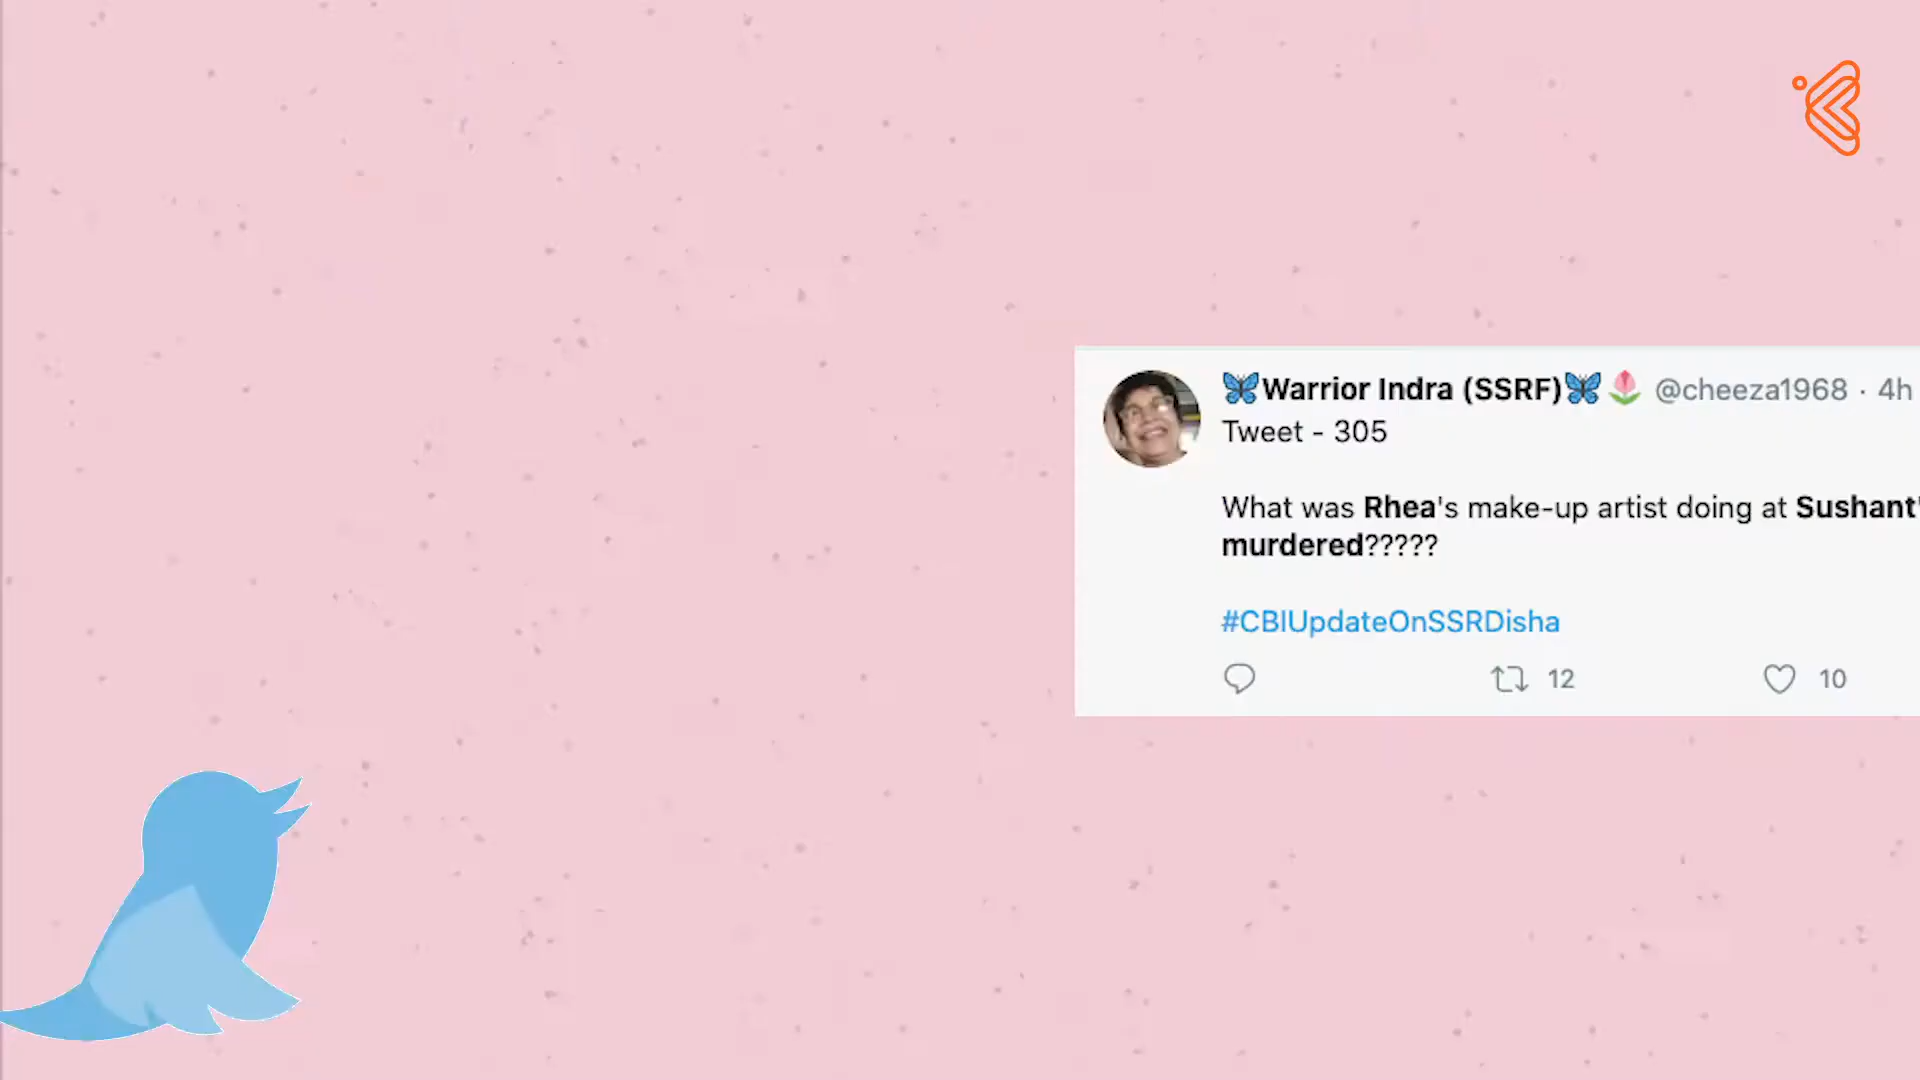 🦋Warrior Indra (SSRF)🦋🌷 @cheeza1968 · 4h
Tweet - 305
What was Rhea's make-up artist doing at Sushant'
murdered?????
#CBIUpdateOnSSRDisha
12 10